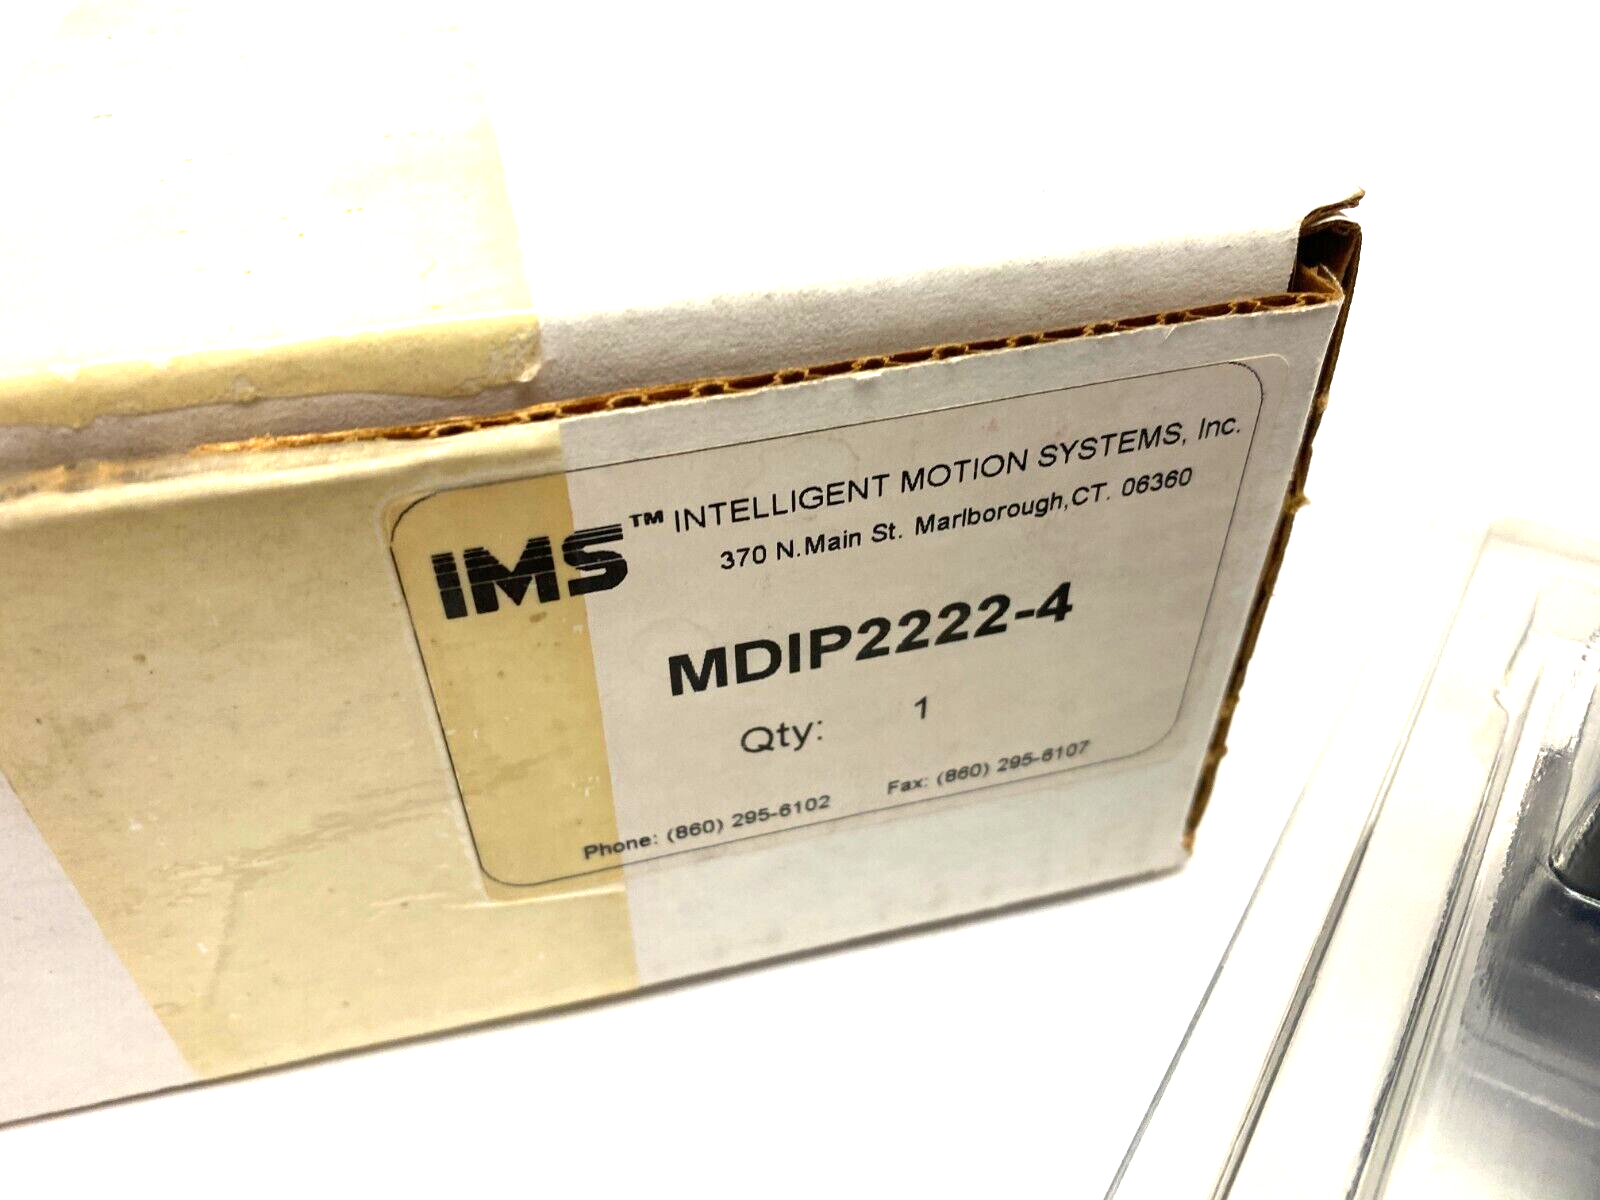 IMS™ INTELLIGENT MOTION SYSTEMS, Inc.
370 N.Main St. Marlborough,CT. 06360
MDIP2222-4
Qty: 1
Phone: (860) 295-6102 Fax: (860) 295-6107